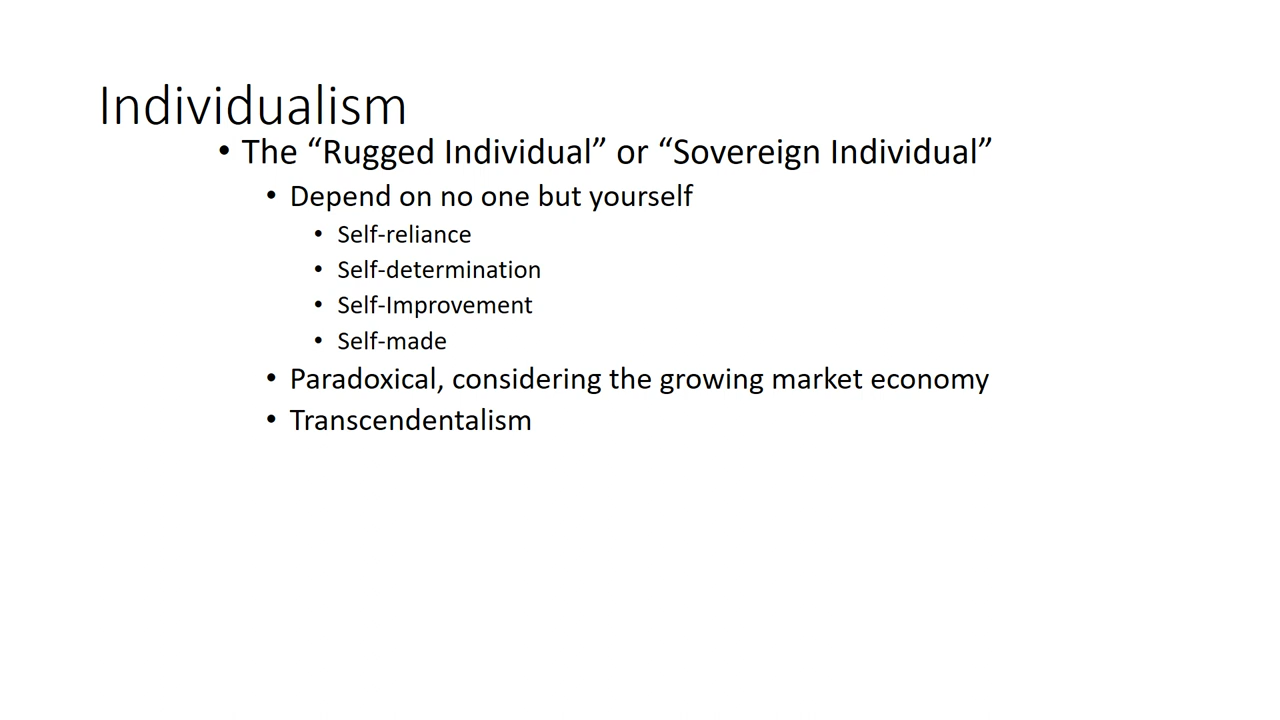 Individualism
• The “Rugged Individual” or “Sovereign Individual”
• Depend on no one but yourself
• Self-reliance
• Self-determination
• Self-Improvement
• Self-made
• Paradoxical, considering the growing market economy
• Transcendentalism